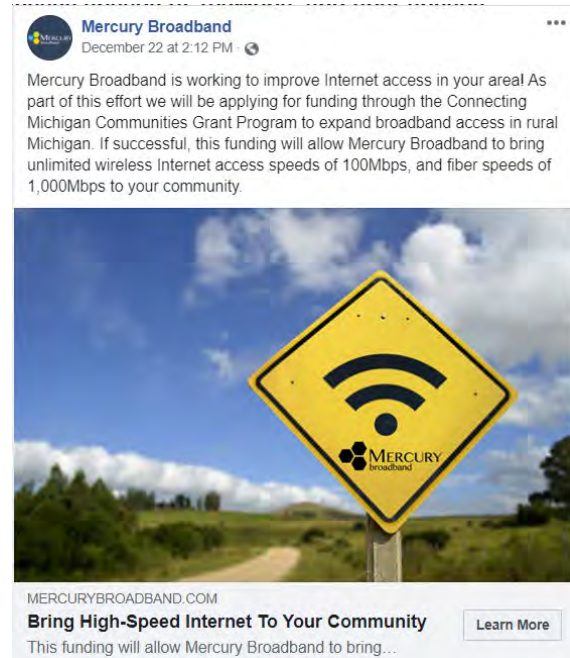 Mercury Broadband
December 22 at 2:12 PM ·
Mercury Broadband is working to improve Internet access in your area! As
part of this effort we will be applying for funding through the Connecting
Michigan Communities Grant Program to expand broadband access in rural
Michigan. If successful, this funding will allow Mercury Broadband to bring
unlimited wireless Internet access speeds of 100Mbps, and fiber speeds of
1,000Mbps to your community.
MERCURY
broadband
MERCURYBROADBAND.COM
Bring High-Speed Internet To Your Community
Learn More
This funding will allow Mercury Broadband to bring…